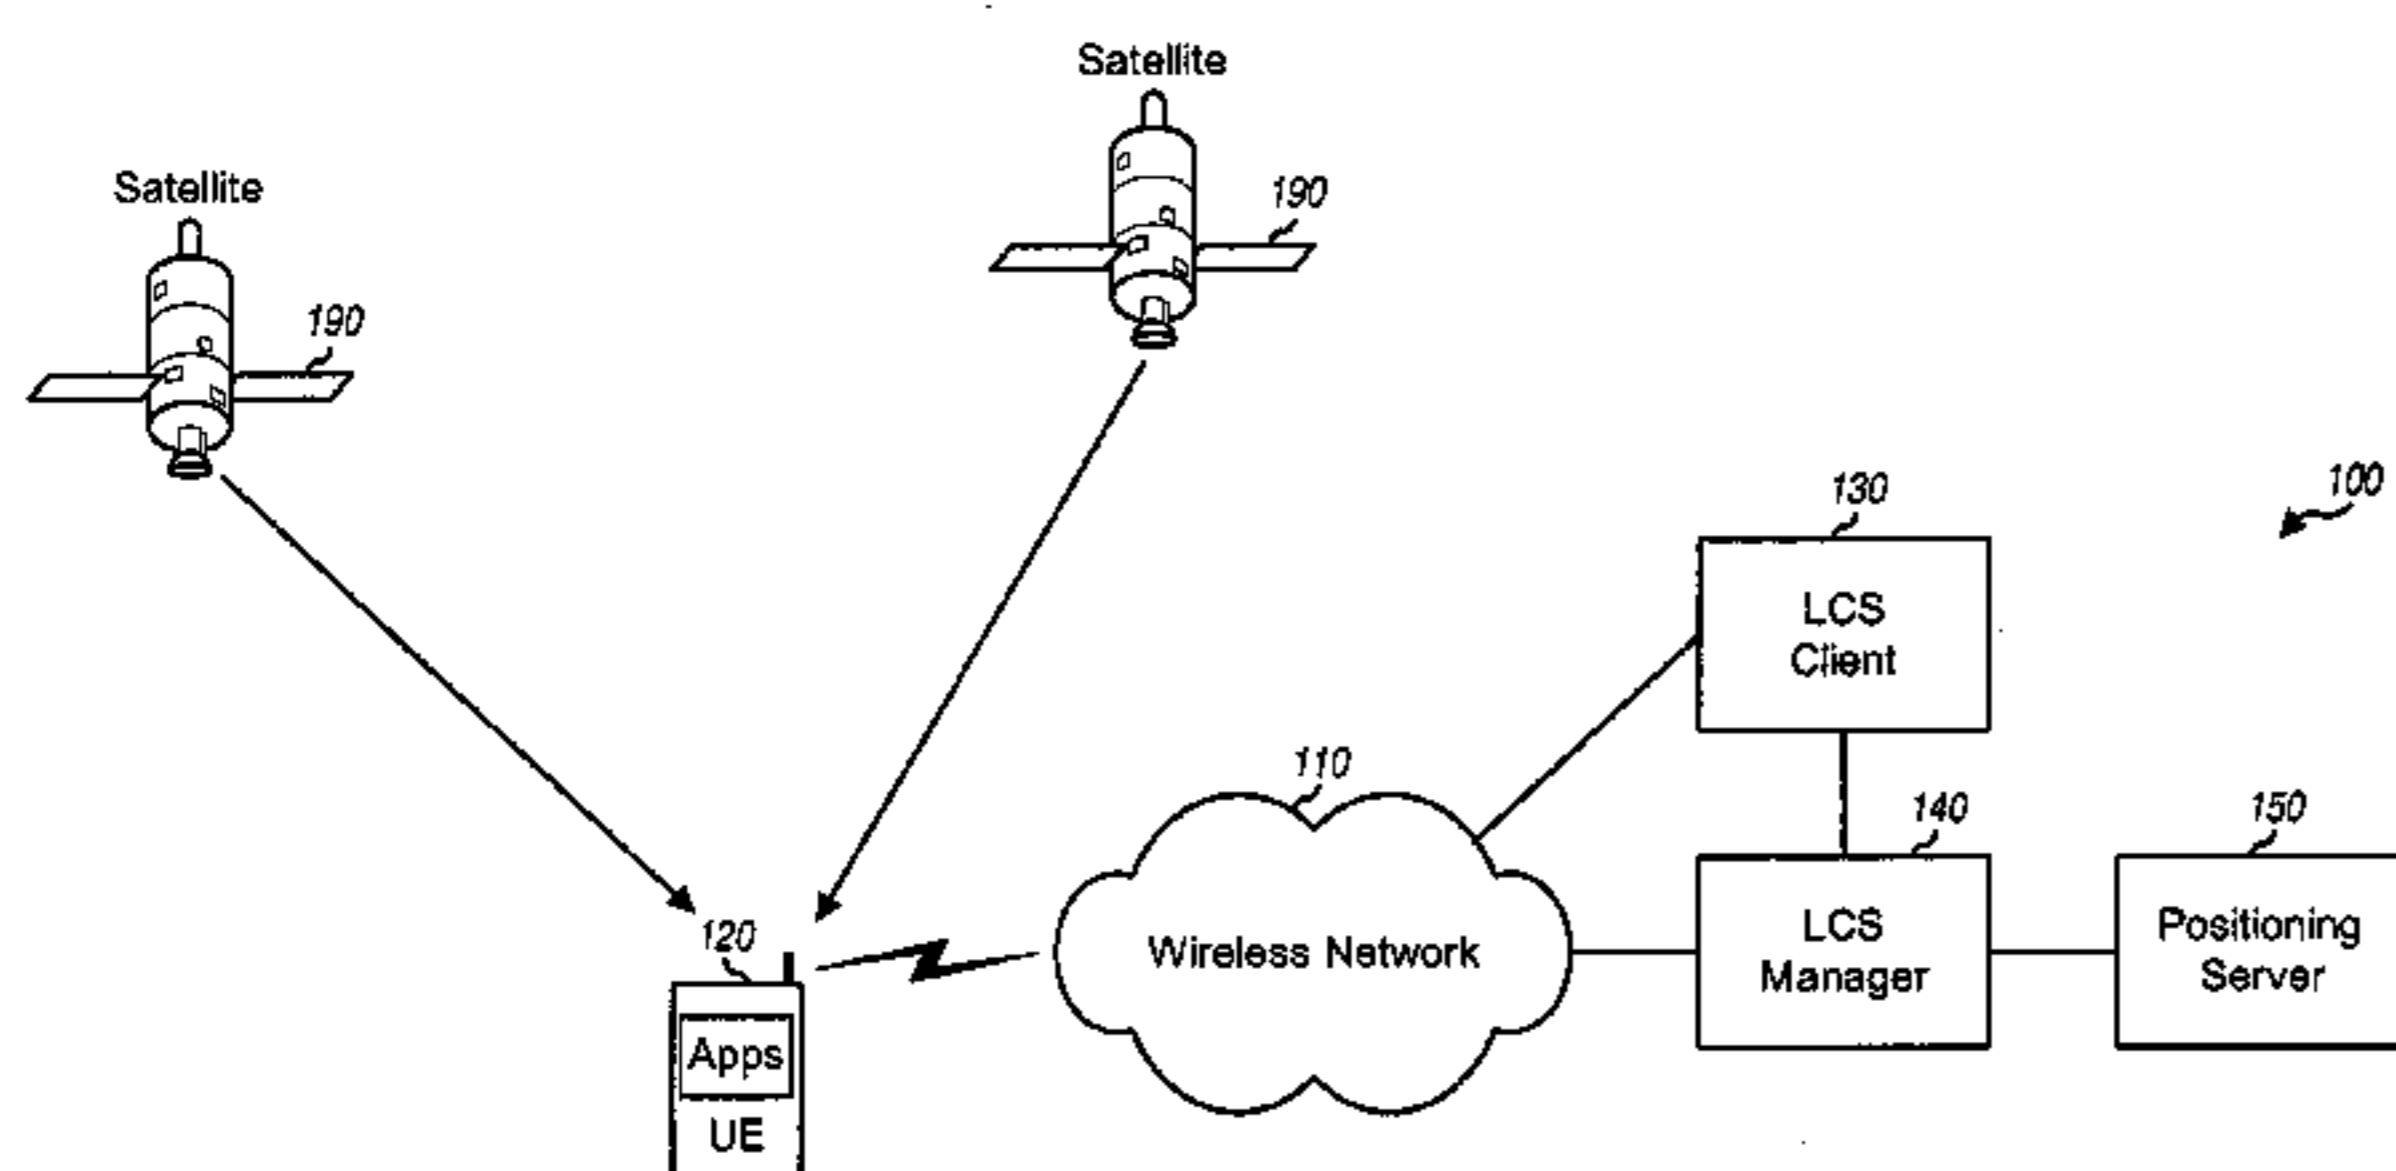 Satellite
190
Satellite
190
100
130
LCS
Client
110
140
150
120
Wireless Network
LCS
Manager
Positioning
Server
Apps
UE